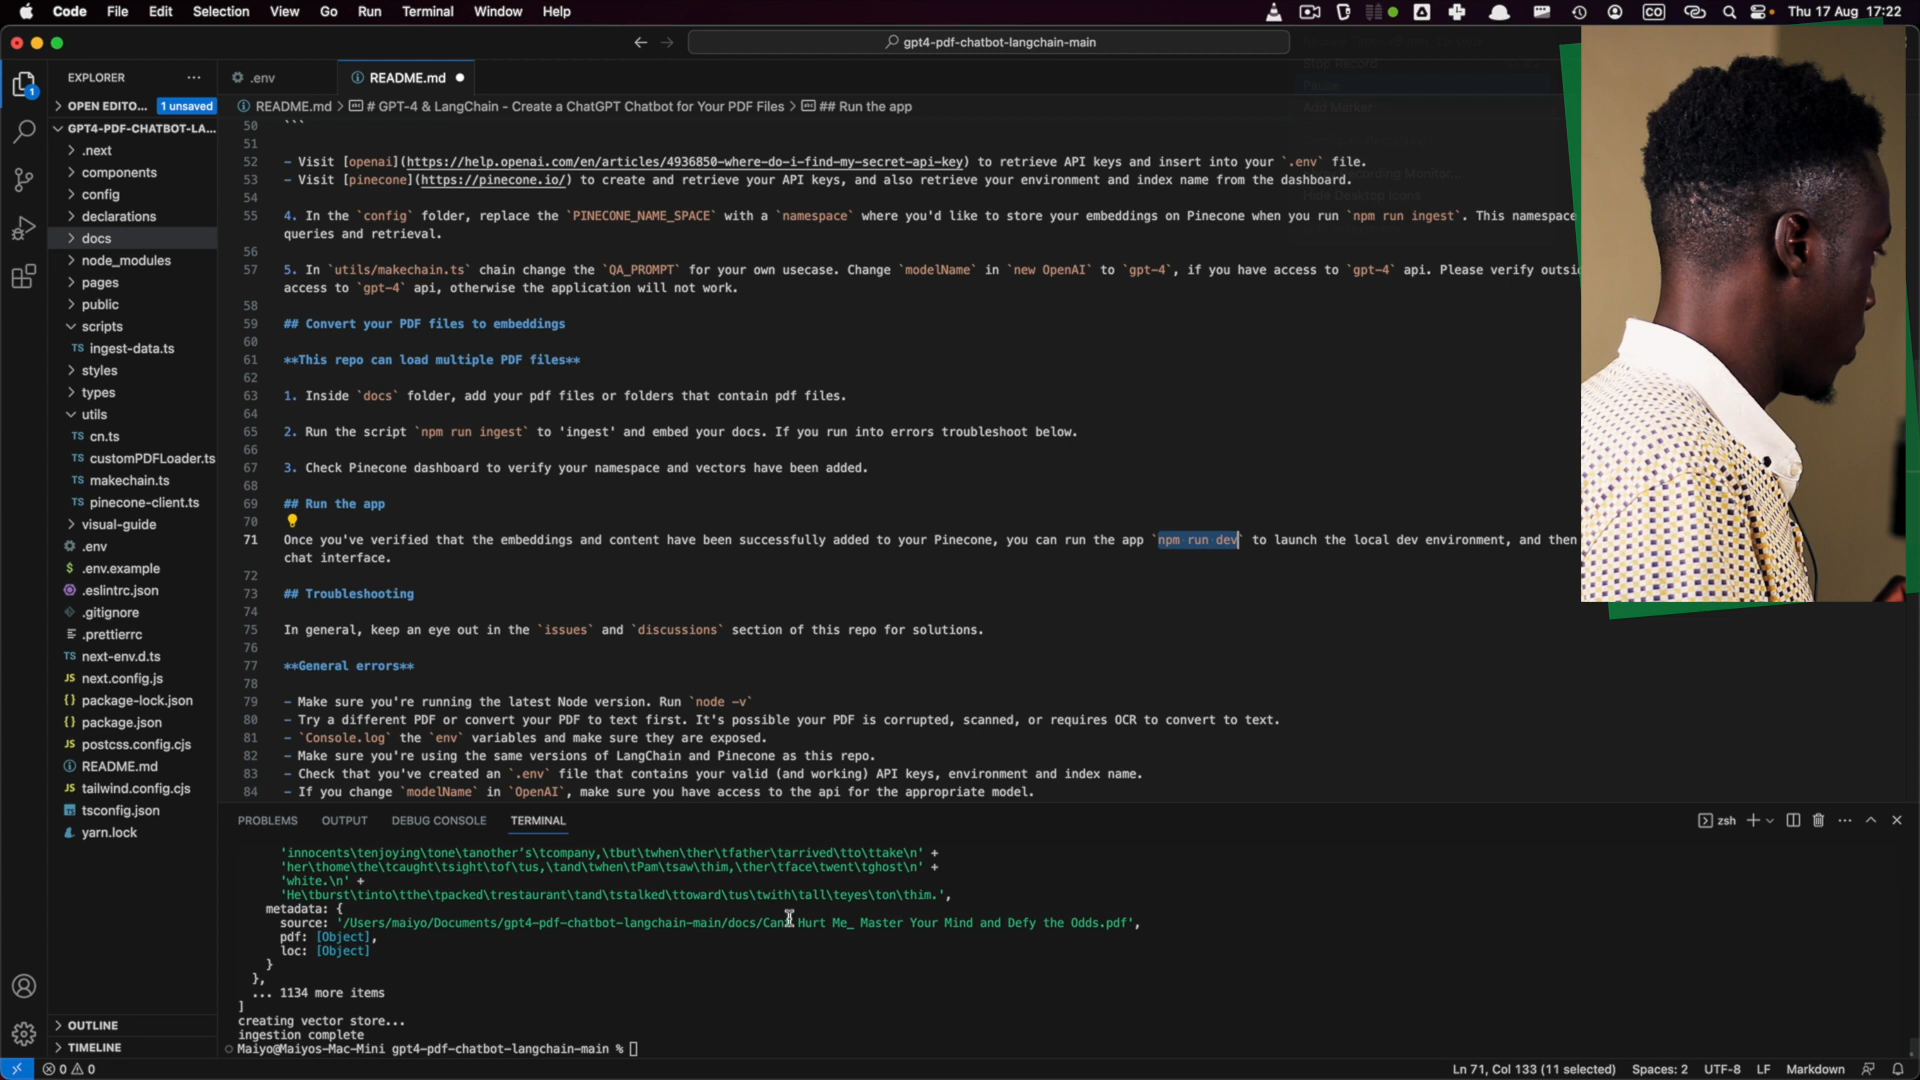 Code File Edit Selection View Go Run Terminal Window Help
Thu 17 Aug 17:22
gpt4-pdf-chatbot-langchain-main
Stop Record
Pause
Add Marker
Hide Desktop Icons
EXPLORER
.env
README.md
OPEN EDITO... 1 unsaved
README.md > # GPT-4 & LangChain - Create a ChatGPT Chatbot for Your PDF Files > ## Run the app
GPT4-PDF-CHATBOT-LA...
.next
components
config
declarations
docs
node_modules
pages
public
scripts
TS ingest-data.ts
styles
types
utils
TS cn.ts
TS customPDFLoader.ts
TS makechain.ts
TS pinecone-client.ts
visual-guide
.env
$ .env.example
.eslintrc.json
.gitignore
.prettierrc
TS next-env.d.ts
JS next.config.js
{} package-lock.json
{} package.json
JS postcss.config.cjs
README.md
JS tailwind.config.cjs
tsconfig.json
yarn.lock
OUTLINE
TIMELINE
50 ```
51
52 - Visit [openai](https://help.openai.com/en/articles/4936850-where-do-i-find-my-secret-api-key) to retrieve API keys and insert into your `.env` file.
53 - Visit [pinecone](https://pinecone.io/) to create and retrieve your API keys, and also retrieve your environment and index name from the dashboard.
54
55 4. In the `config` folder, replace the `PINECONE_NAME_SPACE` with a `namespace` where you'd like to store your embeddings on Pinecone when you run `npm run ingest`. This namespace
queries and retrieval.
56
57 5. In `utils/makechain.ts` chain change the `QA_PROMPT` for your own usecase. Change `modelName` in `new OpenAI` to `gpt-4`, if you have access to `gpt-4` api. Please verify outsi
access to `gpt-4` api, otherwise the application will not work.
58
59 ## Convert your PDF files to embeddings
60
61 **This repo can load multiple PDF files**
62
63 1. Inside `docs` folder, add your pdf files or folders that contain pdf files.
64
65 2. Run the script `npm run ingest` to 'ingest' and embed your docs. If you run into errors troubleshoot below.
66
67 3. Check Pinecone dashboard to verify your namespace and vectors have been added.
68
69 ## Run the app
70
71 Once you've verified that the embeddings and content have been successfully added to your Pinecone, you can run the app `npm run dev` to launch the local dev environment, and then
chat interface.
72
73 ## Troubleshooting
74
75 In general, keep an eye out in the `issues` and `discussions` section of this repo for solutions.
76
77 **General errors**
78
79 - Make sure you're running the latest Node version. Run `node -v`
80 - Try a different PDF or convert your PDF to text first. It's possible your PDF is corrupted, scanned, or requires OCR to convert to text.
81 - `Console.log` the `env` variables and make sure they are exposed.
82 - Make sure you're using the same versions of LangChain and Pinecone as this repo.
83 - Check that you've created an `.env` file that contains your valid (and working) API keys, environment and index name.
84 - If you change `modelName` in `OpenAI`, make sure you have access to the api for the appropriate model.
PROBLEMS OUTPUT DEBUG CONSOLE TERMINAL
zsh
'innocents\tenjoying\tone\tanother’s\tcompany,\tbut\twhen\ther\tfather\tarrived\tto\ttake\n' +
'her\thome\the\tcaught\tsight\tof\tus,\tand\twhen\tPam\tsaw\thim,\ther\tface\twent\tghost\n' +
'white.\n' +
'He\tburst\tinto\tthe\tpacked\trestaurant\tand\tstalked\ttoward\tus\twith\tall\teyes\ton\thim.',
metadata: {
source: '/Users/maiyo/Documents/gpt4-pdf-chatbot-langchain-main/docs/Can Hurt Me_ Master Your Mind and Defy the Odds.pdf',
pdf: [Object],
loc: [Object]
}
},
... 1134 more items
]
creating vector store...
ingestion complete
Maiyo@Maiyos-Mac-Mini gpt4-pdf-chatbot-langchain-main %
0 0
Ln 71, Col 133 (11 selected) Spaces: 2 UTF-8 LF Markdown